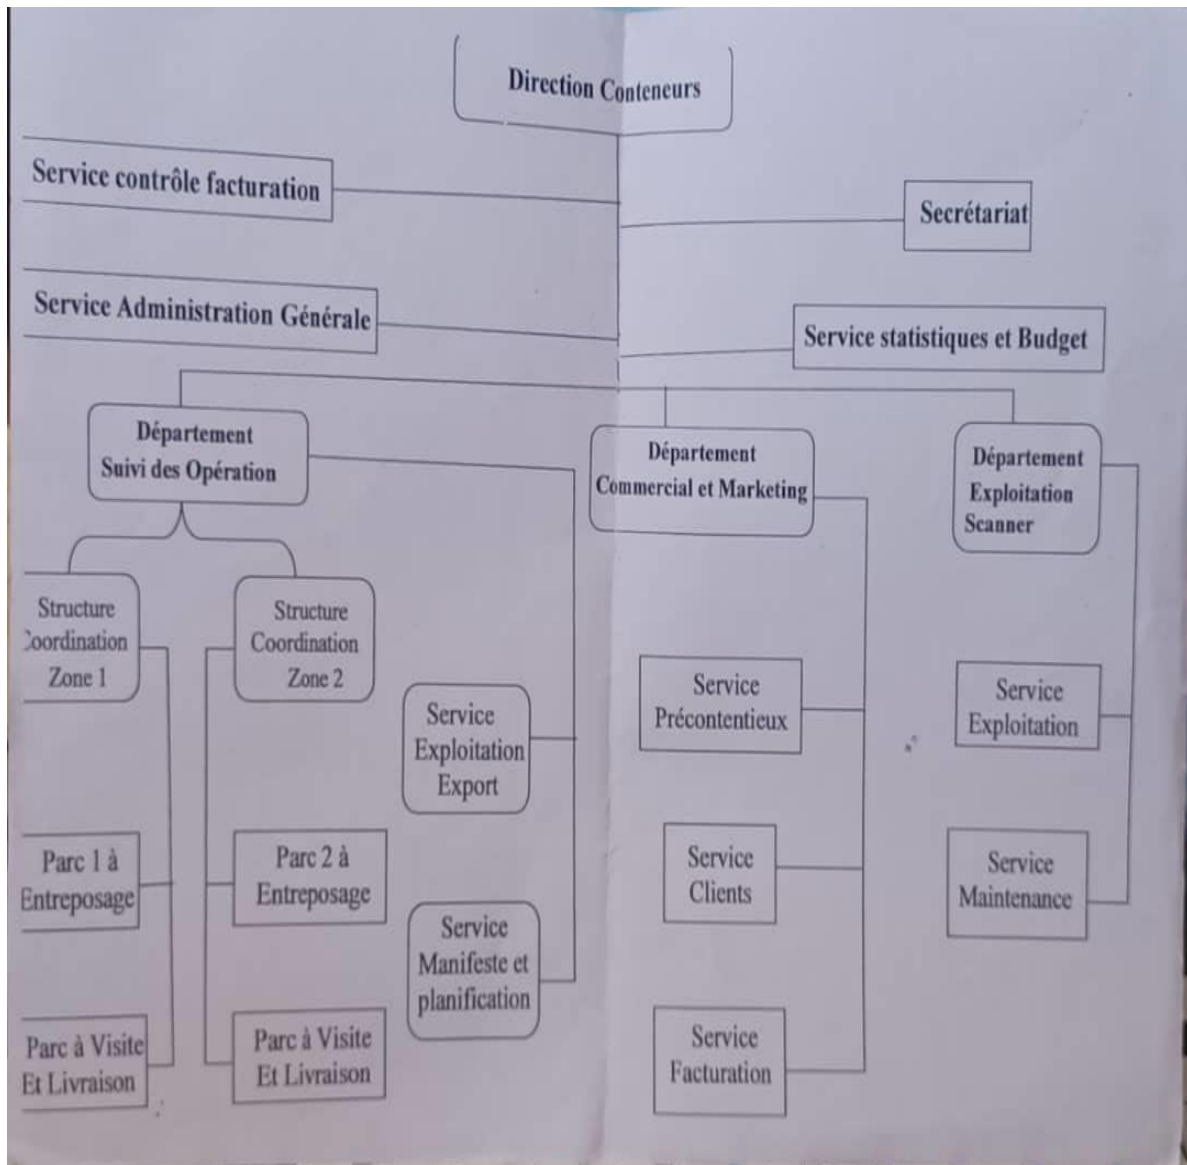 Direction Conteneurs
Service contrôle facturation
Secrétariat
Service Administration Générale
Service statistiques et Budget
Département
Suivi des Opération
Département
Commercial et Marketing
Département
Exploitation
Scanner
Structure
Coordination
Zone 1
Structure
Coordination
Zone 2
Service
Exploitation
Export
Service
Précontentieux
Service
Exploitation
Parc 1 à
Entreposage
Parc 2 à
Entreposage
Service
Manifeste et
planification
Service
Clients
Service
Maintenance
Parc à Visite
Et Livraison
Parc à Visite
Et Livraison
Service
Facturation